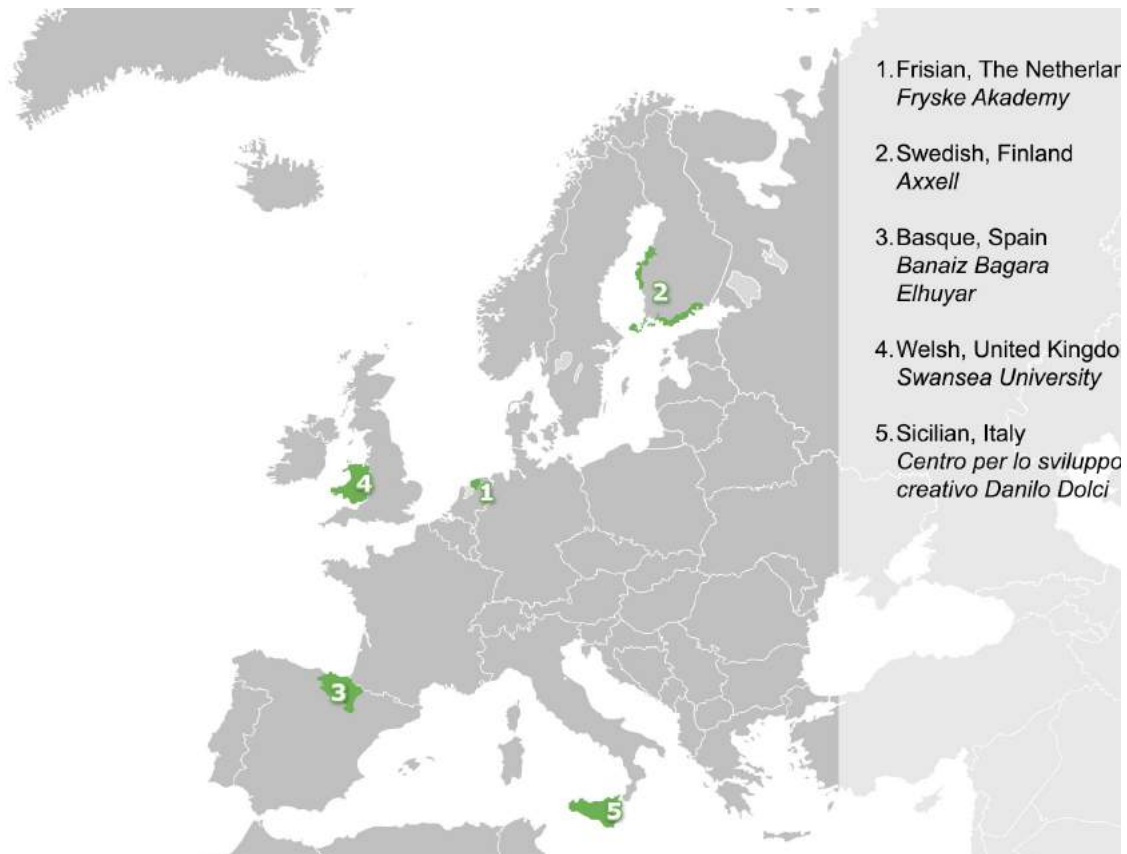 1. Frisian, The Netherlan
Fryske Akademy
2. Swedish, Finland
Axxell
3. Basque, Spain
Banaiz Bagara
Elhuyar
4. Welsh, United Kingdo
Swansea University
5. Sicilian, Italy
Centro per lo sviluppo
creativo Danilo Dolci
2
4
1
3
5